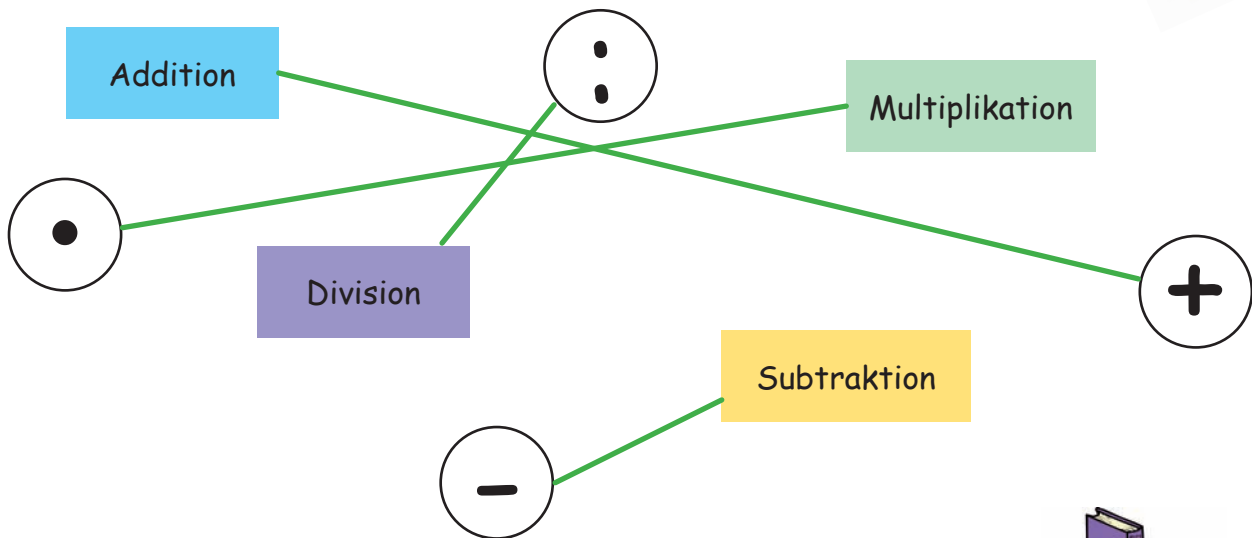 Addition
:
Multiplikation
•
Division
+
Subtraktion
–